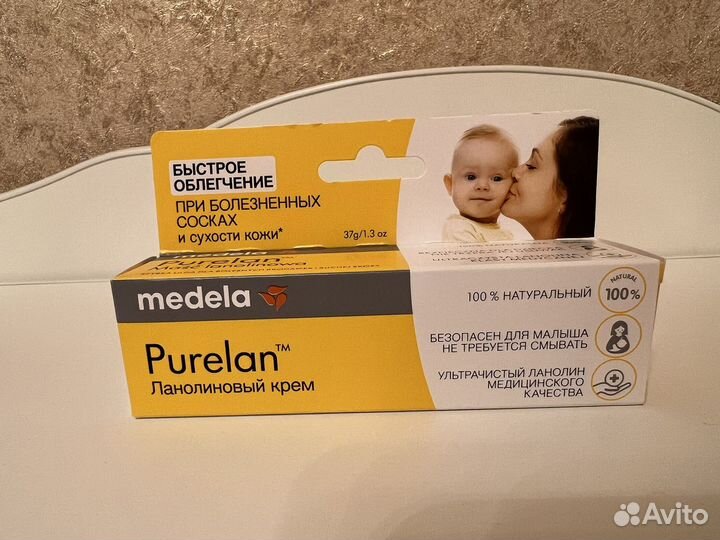 БЫСТРОЕ
ОБЛЕГЧЕНИЕ
ПРИ БОЛЕЗНЕННЫХ
СОСКАХ
И СУХОСТИ КОЖИ*
37g/1.3 oz
Purelan
medela
Purelan™
Ланолиновый крем
100 % НАТУРАЛЬНЫЙ
NATURAL
100%
БЕЗОПАСЕН ДЛЯ МАЛЫША
НЕ ТРЕБУЕТСЯ СМЫВАТЬ
УЛЬТРАЧИСТЫЙ ЛАНОЛИН
МЕДИЦИНСКОГО
КАЧЕСТВА
Avito